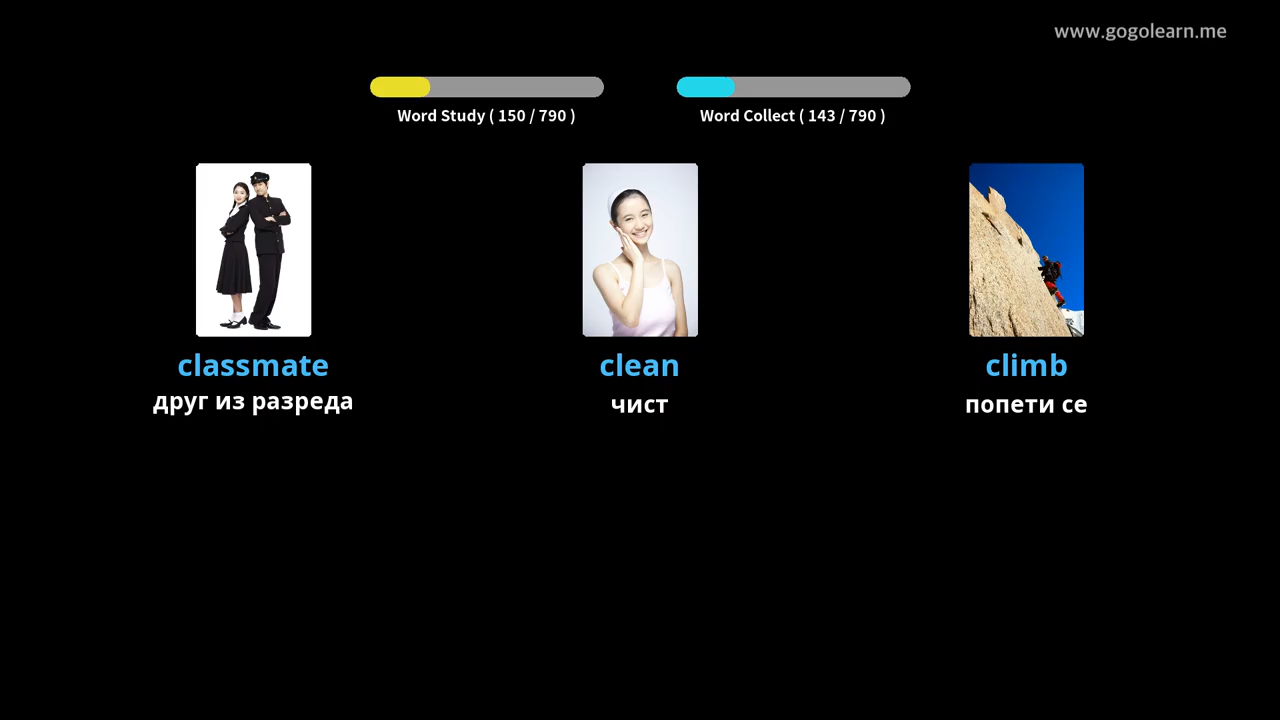 www.gogolearn.me
Word Study ( 150 / 790 )
Word Collect ( 143 / 790 )
classmate
друг из разреда
clean
чист
climb
попети се